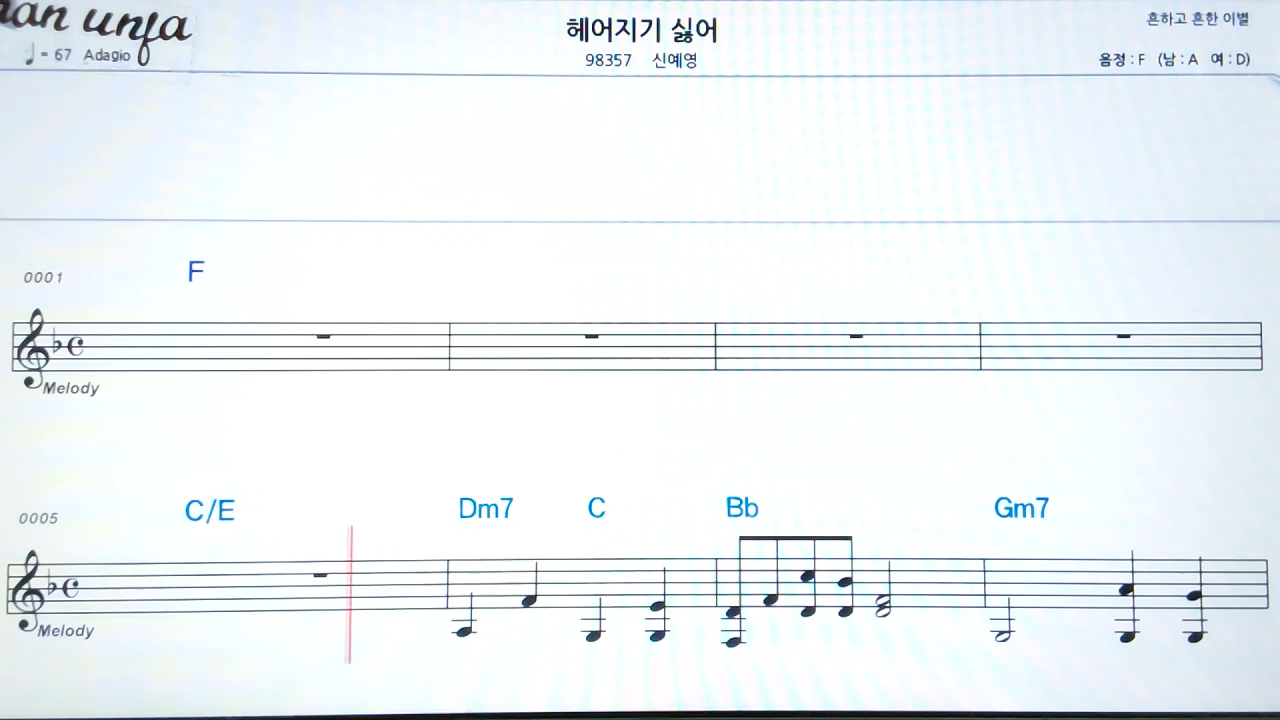 unfa
헤어지기 싫어
흔하고 흔한 이별
♩= 67 Adagio
98357 신예영
음정 : F (남 : A 여 : D)
0001 F
Melody
0005 C/E Dm7 C Bb Gm7
Melody